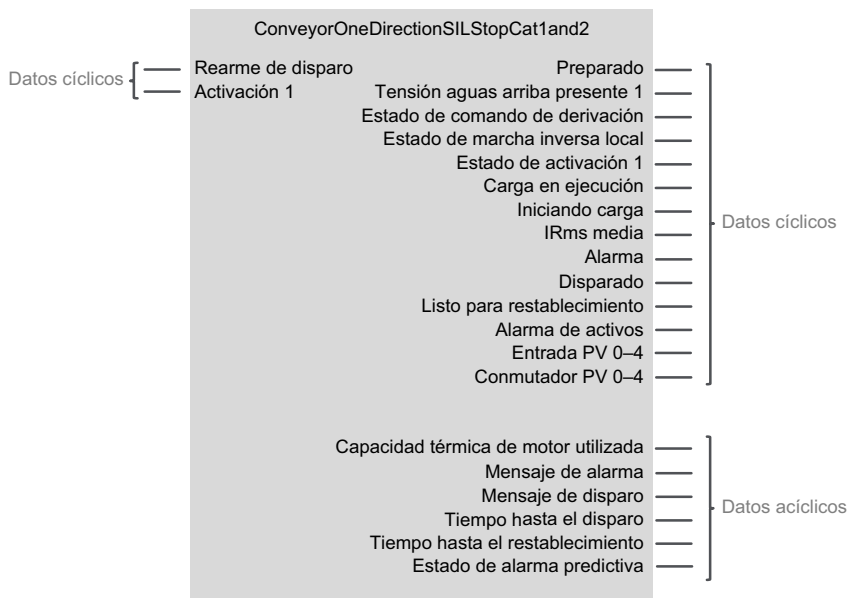 ConveyorOneDirectionSILStopCat1and2
Datos cíclicos
Rearme de disparo
Activación 1
Preparado
Tensión aguas arriba presente 1
Estado de comando de derivación
Estado de marcha inversa local
Estado de activación 1
Carga en ejecución
Iniciando carga
IRms media
Alarma
Disparado
Listo para restablecimiento
Alarma de activos
Entrada PV 0–4
Conmutador PV 0–4
Datos cíclicos
Capacidad térmica de motor utilizada
Mensaje de alarma
Mensaje de disparo
Tiempo hasta el disparo
Tiempo hasta el restablecimiento
Estado de alarma predictiva
Datos acíclicos